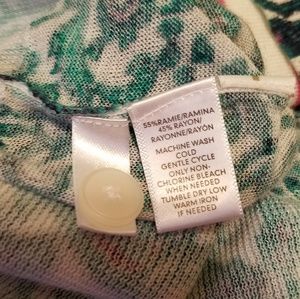 55%RAMIE/RAMINA
45% RAYON/
RAYONNE/RAYÓN
MACHINE WASH
COLD
GENTLE CYCLE
ONLY NON-
CHLORINE BLEACH
WHEN NEEDED
TUMBLE DRY LOW
WARM IRON
IF NEEDED